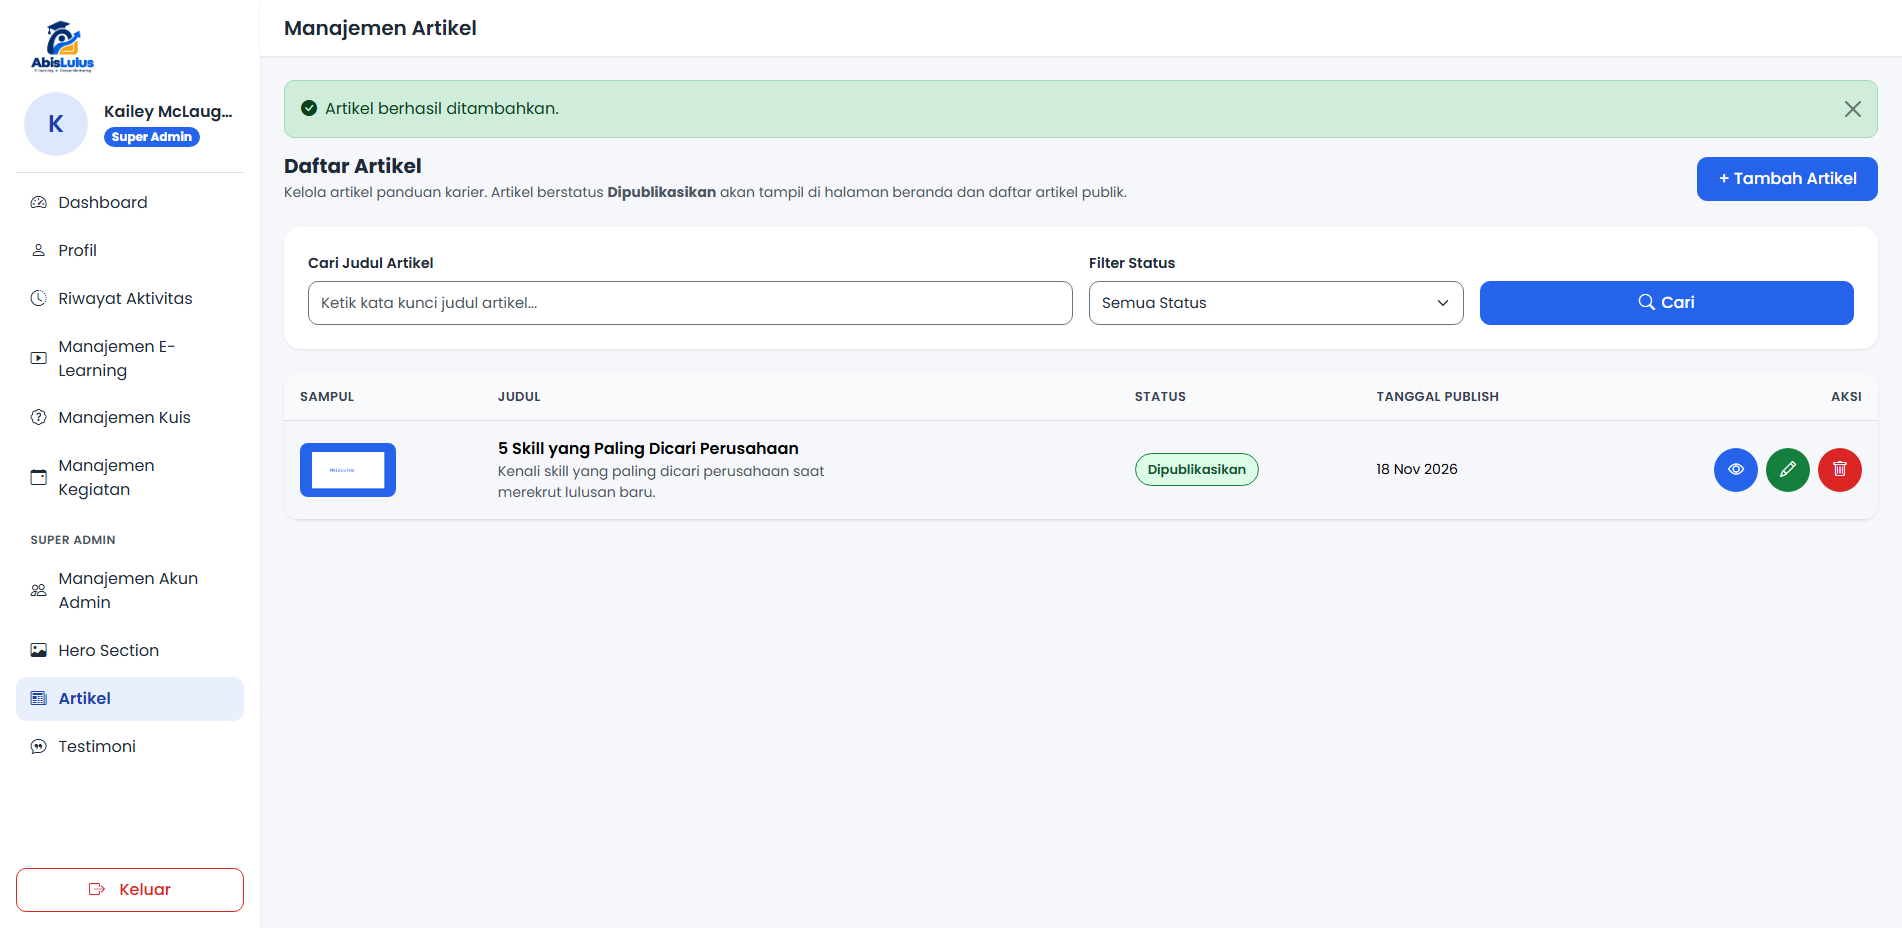 AbisLulus
K
Kailey McLaug...
Super Admin
Dashboard
Profil
Riwayat Aktivitas
Manajemen E-
Learning
Manajemen Kuis
Manajemen
Kegiatan
SUPER ADMIN
Manajemen Akun
Admin
Hero Section
Artikel
Testimoni
Keluar
Manajemen Artikel
Artikel berhasil ditambahkan.
Daftar Artikel
Kelola artikel panduan karier. Artikel berstatus Dipublikasikan akan tampil di halaman beranda dan daftar artikel publik.
+ Tambah Artikel
Cari Judul Artikel
Ketik kata kunci judul artikel...
Filter Status
Semua Status
Cari
SAMPUL JUDUL STATUS TANGGAL PUBLISH AKSI
AbisLulus
5 Skill yang Paling Dicari Perusahaan
Kenali skill yang paling dicari perusahaan saat
merekrut lulusan baru.
Dipublikasikan
18 Nov 2026